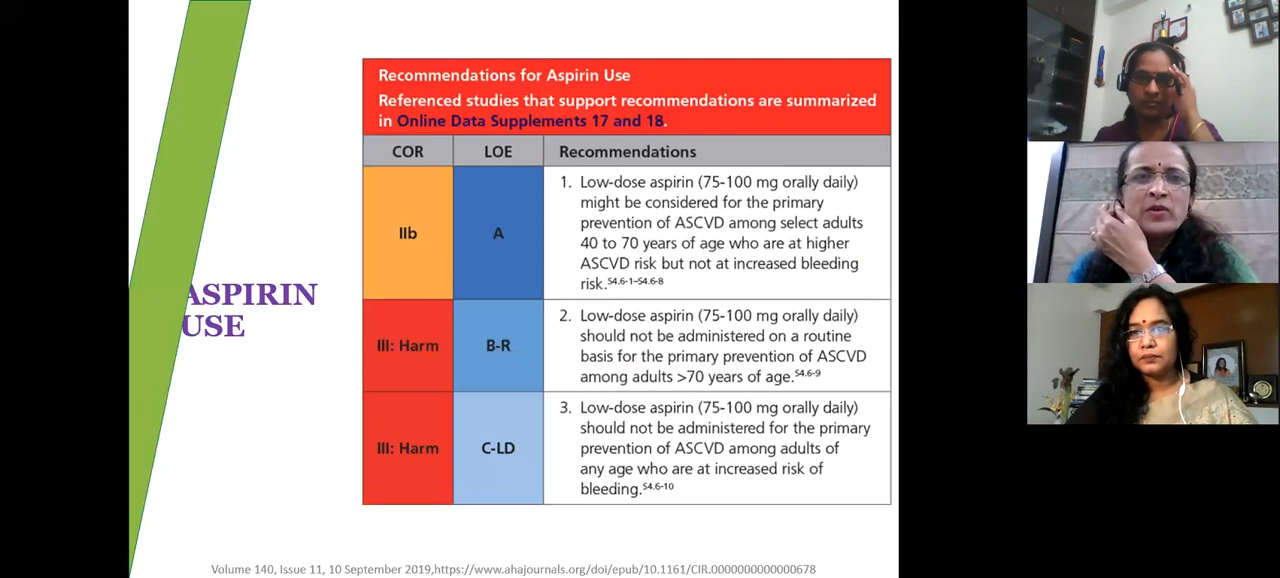 Recommendations for Aspirin Use
Referenced studies that support recommendations are summarized
in Online Data Supplements 17 and 18.
COR
LOE
Recommendations
IIb
A
1. Low-dose aspirin (75-100 mg orally daily)
might be considered for the primary
prevention of ASCVD among select adults
40 to 70 years of age who are at higher
ASCVD risk but not at increased bleeding
risk.S4.6-1–S4.6-8
III: Harm
B-R
2. Low-dose aspirin (75-100 mg orally daily)
should not be administered on a routine
basis for the primary prevention of ASCVD
among adults >70 years of age.S4.6-9
III: Harm
C-LD
3. Low-dose aspirin (75-100 mg orally daily)
should not be administered for the primary
prevention of ASCVD among adults of
any age who are at increased risk of
bleeding.S4.6-10
ASPIRIN
USE
Volume 140, Issue 11, 10 September 2019,https://www.ahajournals.org/doi/epub/10.1161/CIR.0000000000000678